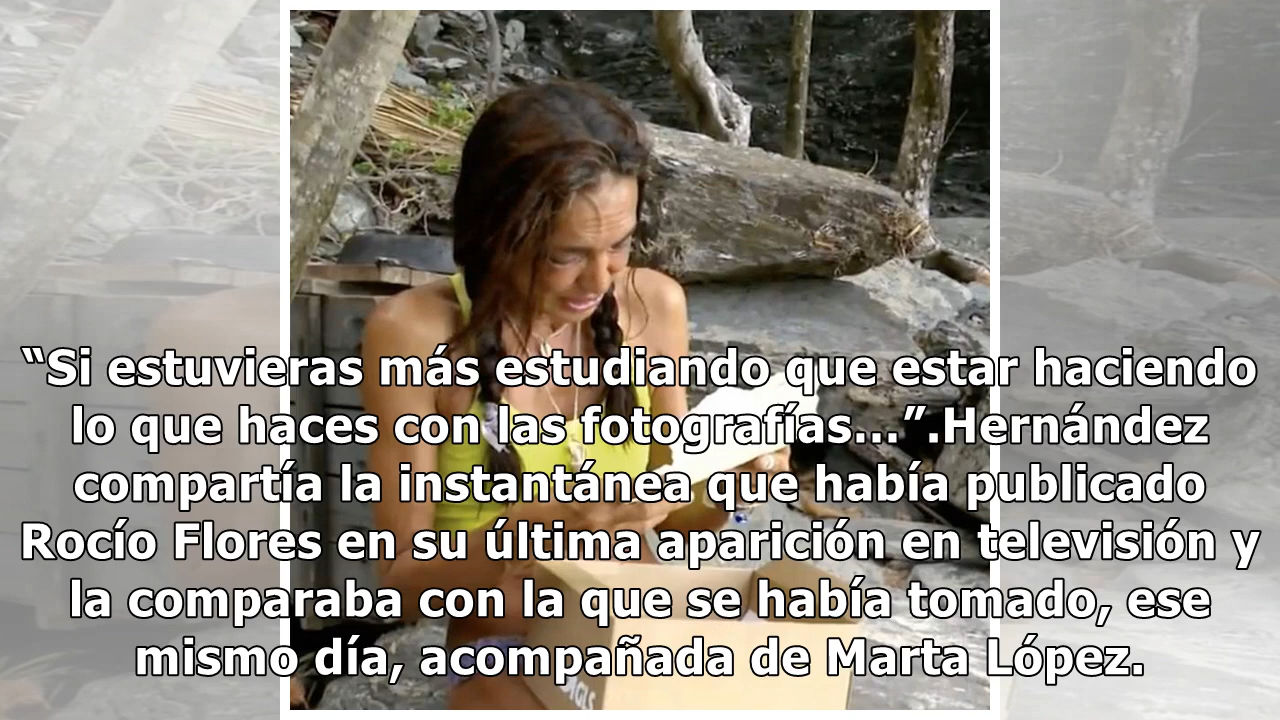 “Si estuvieras más estudiando que estar haciendo
lo que haces con las fotografías...”.Hernández
compartía la instantánea que había publicado
Rocío Flores en su última aparición en televisión y
la comparaba con la que se había tomado, ese
mismo día, acompañada de Marta López.
GLS